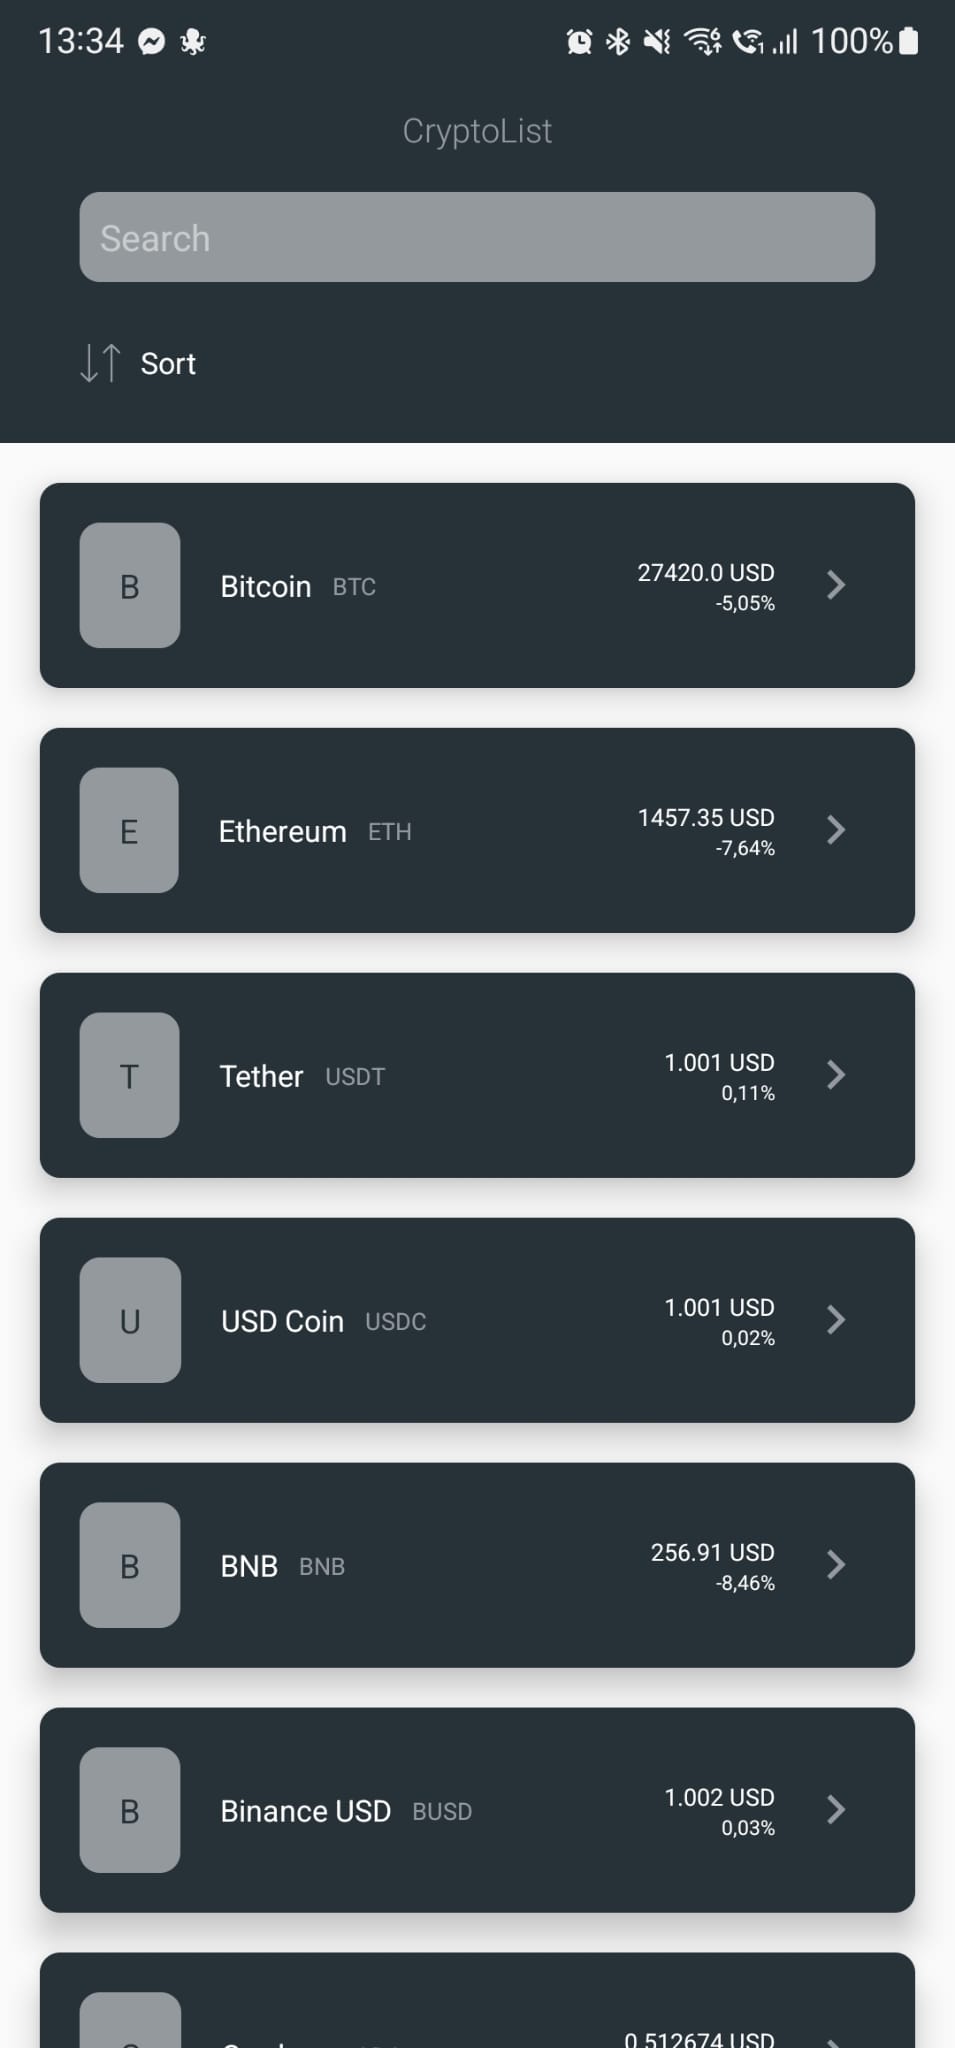 13:34
6
1
100%
CryptoList
Search
Sort
B
Bitcoin BTC
27420.0 USD
-5,05%
E
Ethereum ETH
1457.35 USD
-7,64%
T
Tether USDT
1.001 USD
0,11%
U
USD Coin USDC
1.001 USD
0,02%
B
BNB BNB
256.91 USD
-8,46%
B
Binance USD BUSD
1.002 USD
0,03%
0.512674 USD